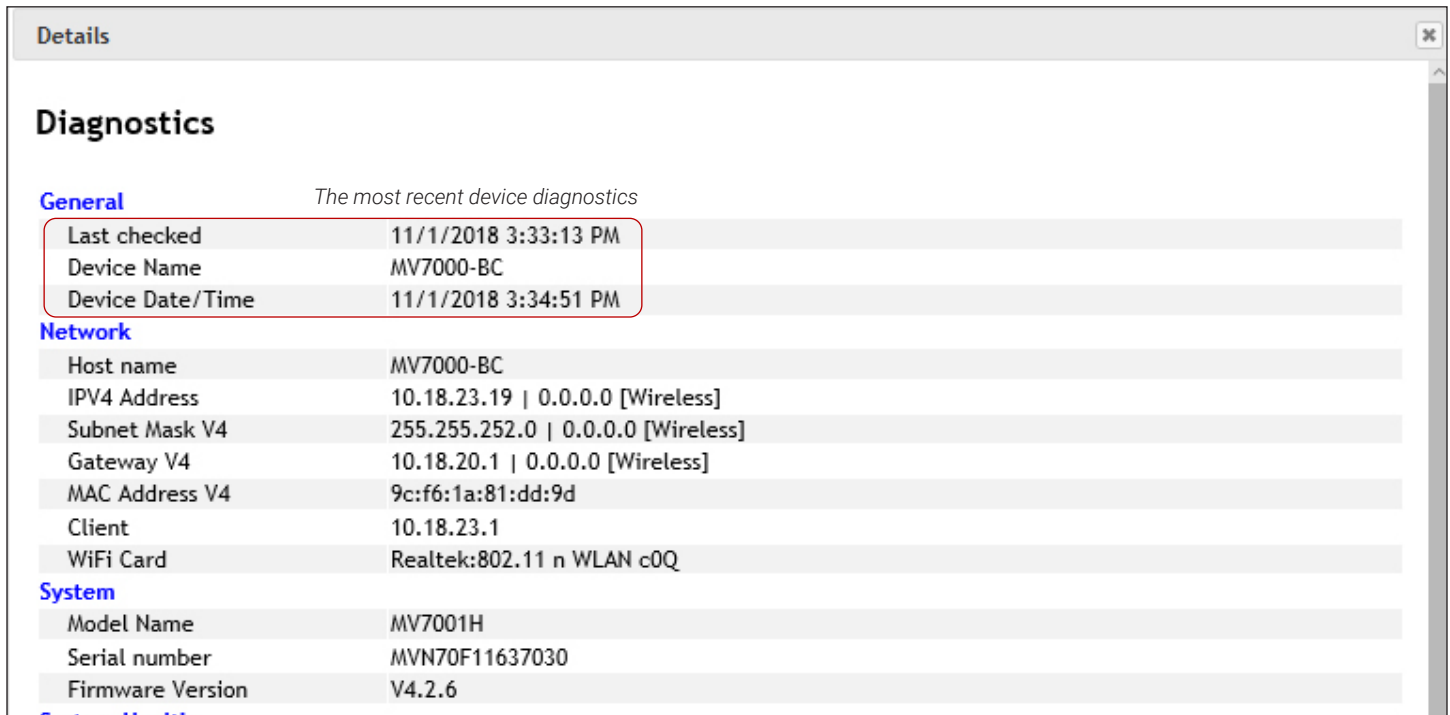 Details
Diagnostics
The most recent device diagnostics
General
Last checked 11/1/2018 3:33:13 PM
Device Name MV7000-BC
Device Date/Time 11/1/2018 3:34:51 PM
Network
Host name MV7000-BC
IPV4 Address 10.18.23.19 | 0.0.0.0 [Wireless]
Subnet Mask V4 255.255.252.0 | 0.0.0.0 [Wireless]
Gateway V4 10.18.20.1 | 0.0.0.0 [Wireless]
MAC Address V4 9c:f6:1a:81:dd:9d
Client 10.18.23.1
WiFi Card Realtek:802.11 n WLAN c0Q
System
Model Name MV7001H
Serial number MVN70F11637030
Firmware Version V4.2.6